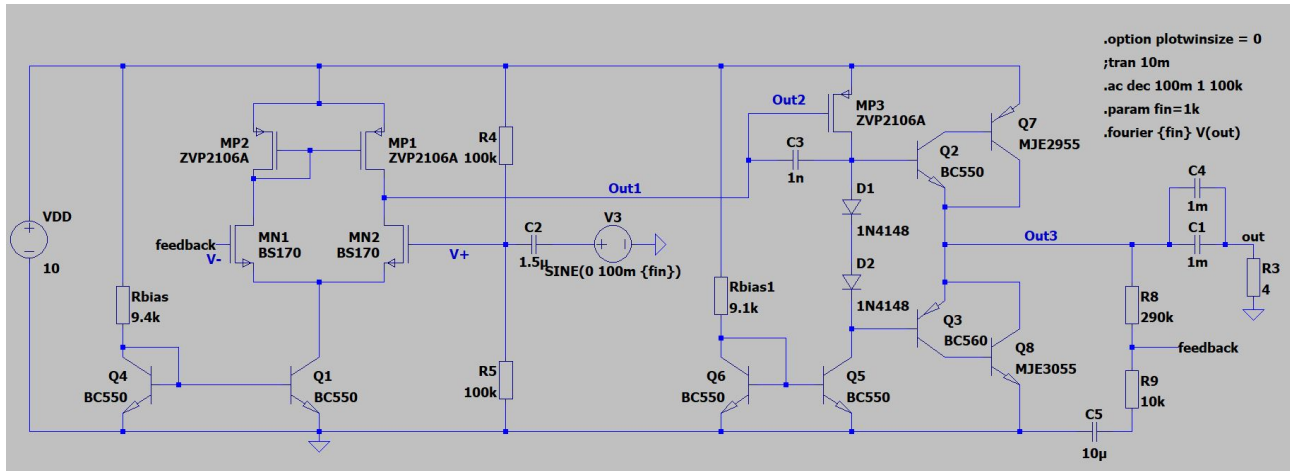 .option plotwinsize = 0
;tran 10m
.ac dec 100m 1 100k
.param fin=1k
.fourier {fin} V(out)
VDD
10
Rbias
9.4k
Q4
BC550
MP2
ZVP2106A
MP1
ZVP2106A
feedback
V-
MN1
BS170
MN2
BS170
Q1
BC550
R4
100k
Out1
V+
C2
1.5µ
V3
SINE(0 100m {fin})
R5
100k
Out2
MP3
ZVP2106A
C3
1n
Rbias1
9.1k
D1
1N4148
D2
1N4148
Q6
BC550
Q5
BC550
Q2
BC550
Q7
MJE2955
Out3
Q3
BC560
Q8
MJE3055
C4
1m
C1
1m
out
R3
4
R8
290k
feedback
R9
10k
C5
10µ